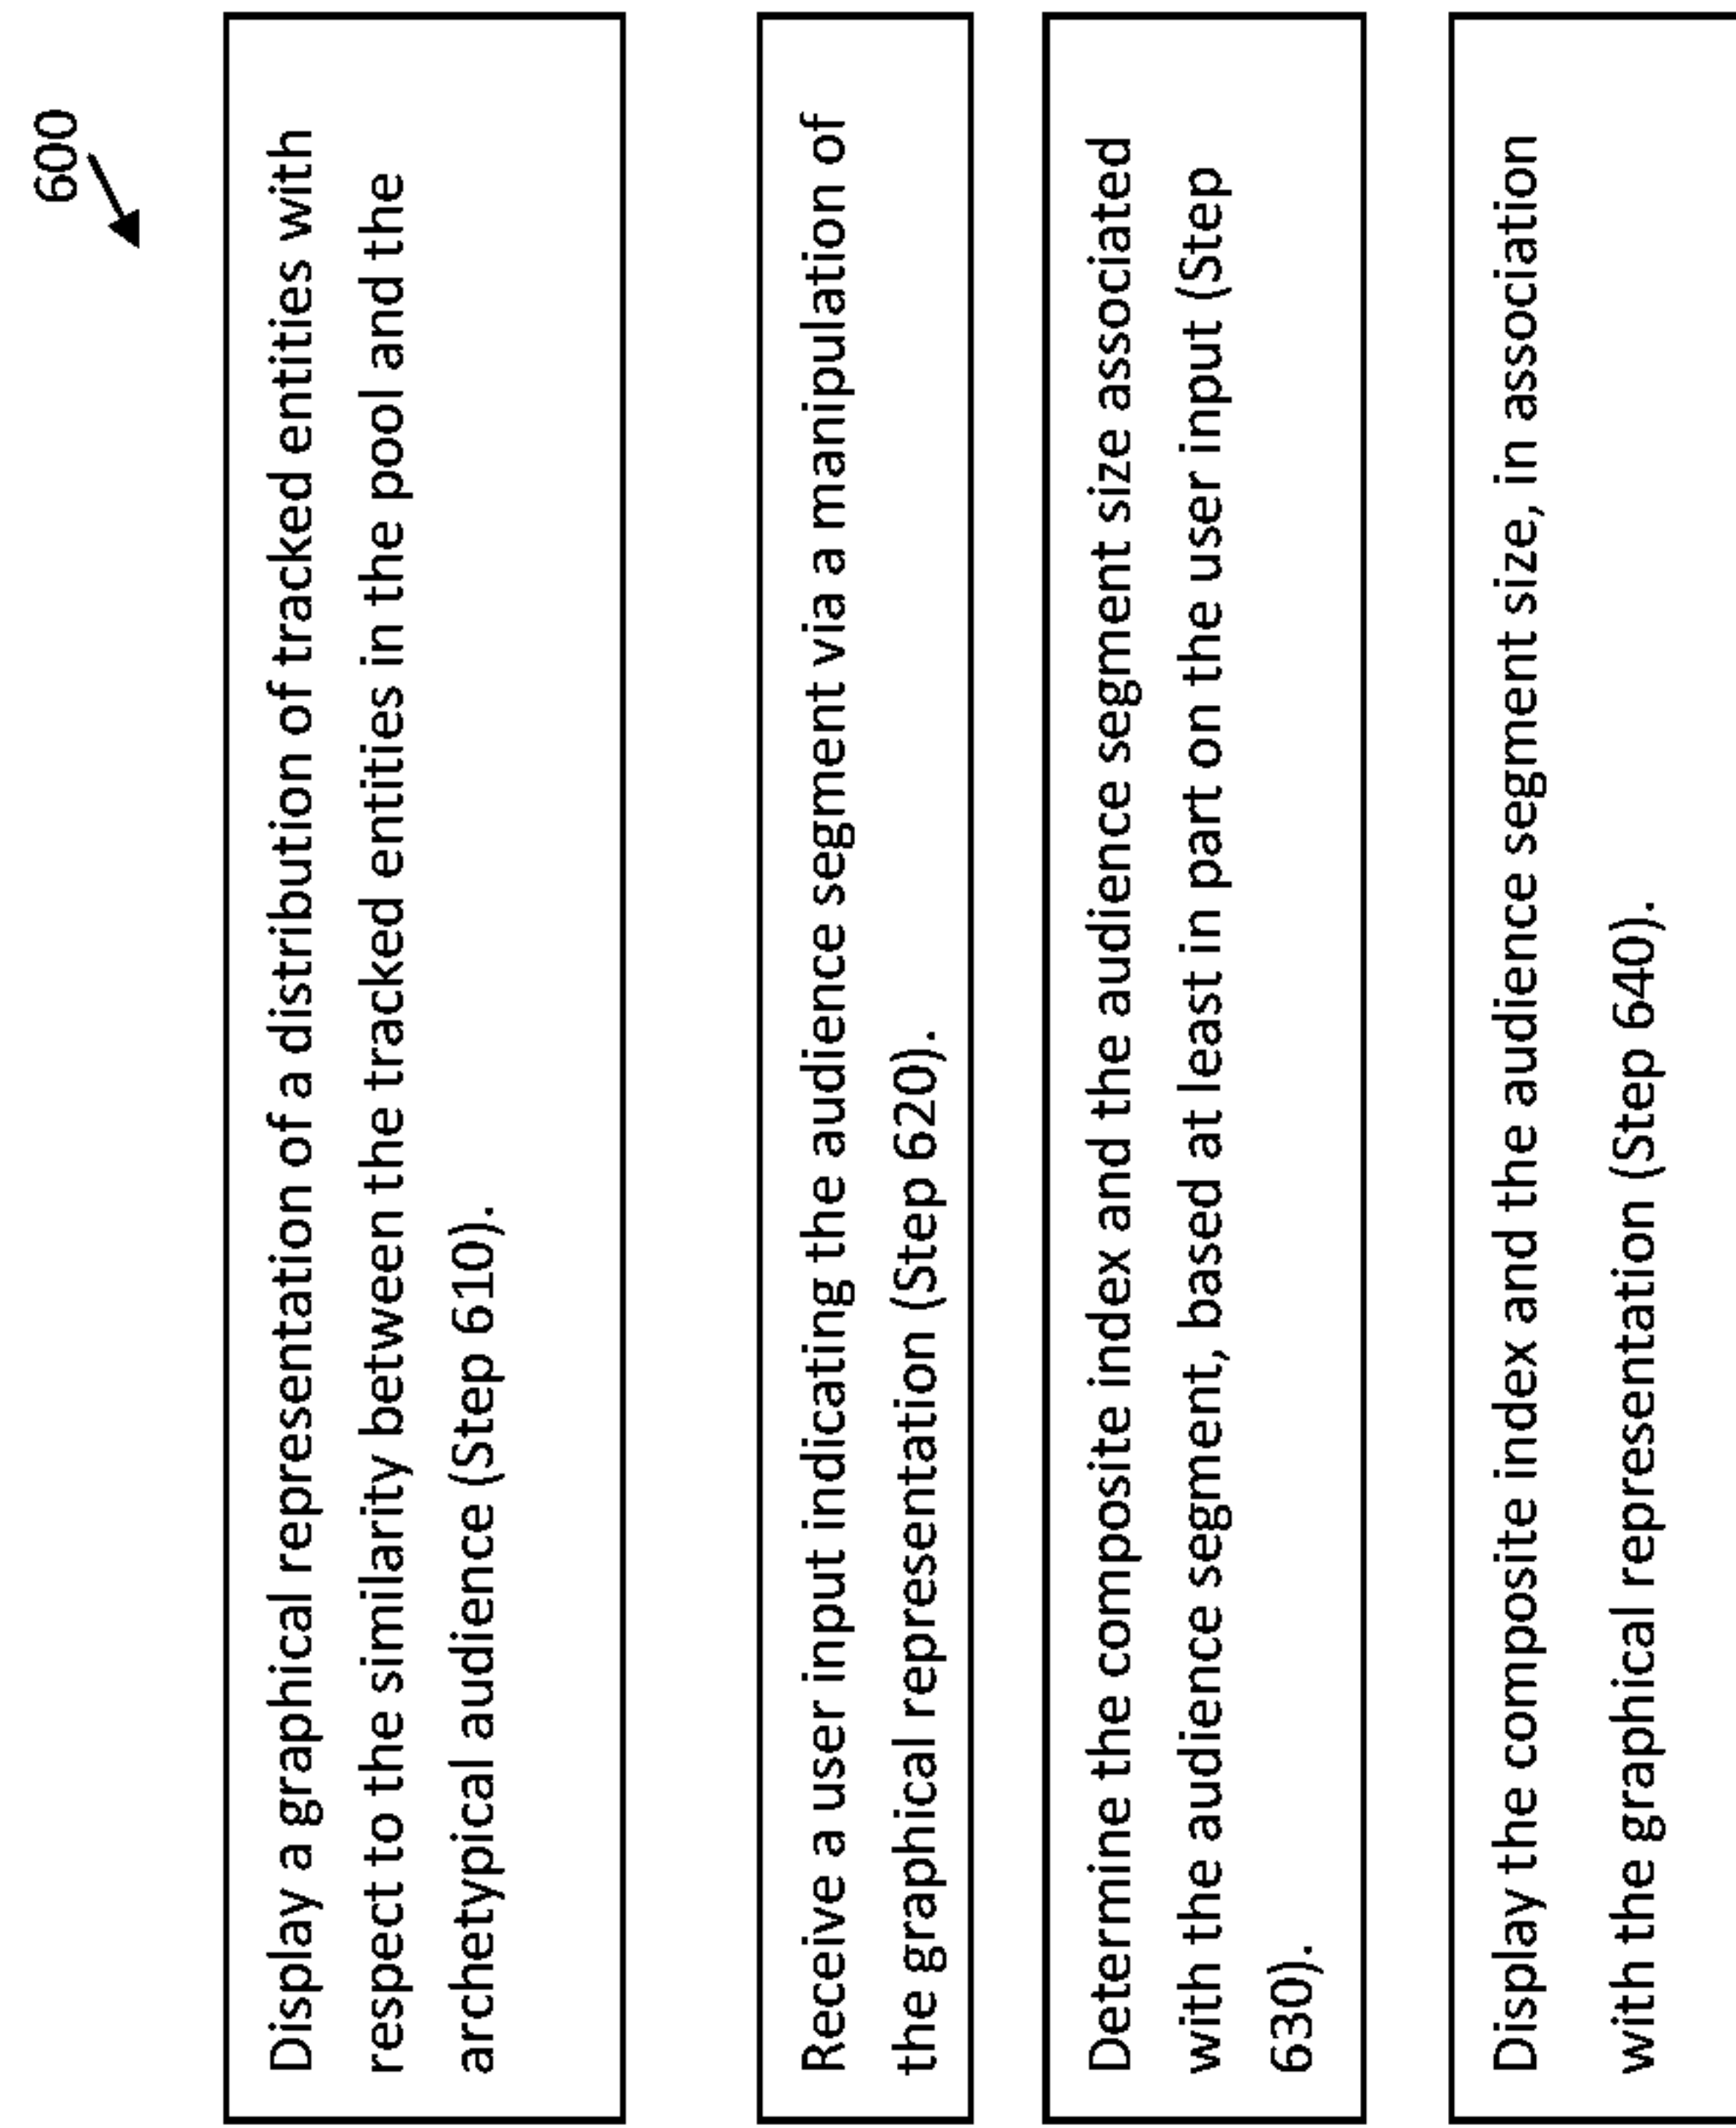 600
Display a graphical representation of a distribution of tracked entities with
respect to the similarity between the tracked entities in the pool and the
archetypical audience (Step 610).
Receive a user input indicating the audience segment via a manipulation of
the graphical representation (Step 620).
Determine the composite index and the audience segment size associated
with the audience segment, based at least in part on the user input (Step
630).
Display the composite index and the audience segment size, in association
with the graphical representation (Step 640).